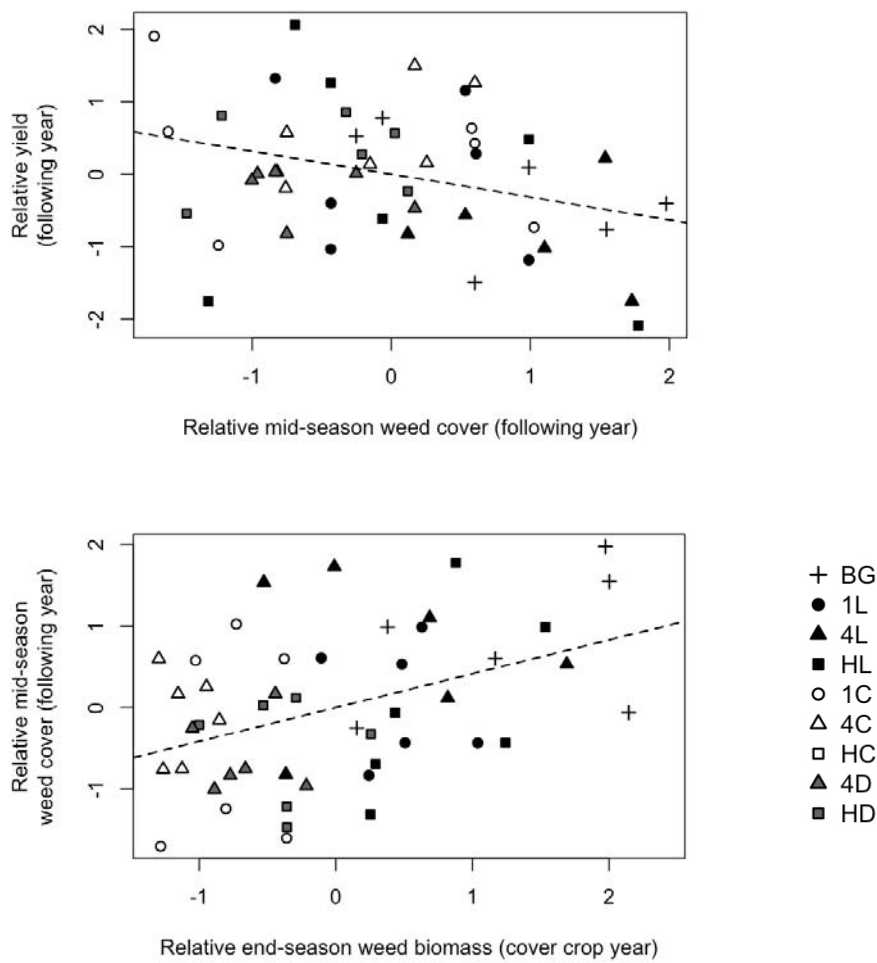 2
1
0
-1
-2
Relative yield
(following year)
-1 0 1 2
Relative mid-season weed cover (following year)
2
1
0
-1
Relative mid-season
weed cover (following year)
-1 0 1 2
Relative end-season weed biomass (cover crop year)
BG
1L
4L
HL
1C
4C
HC
4D
HD